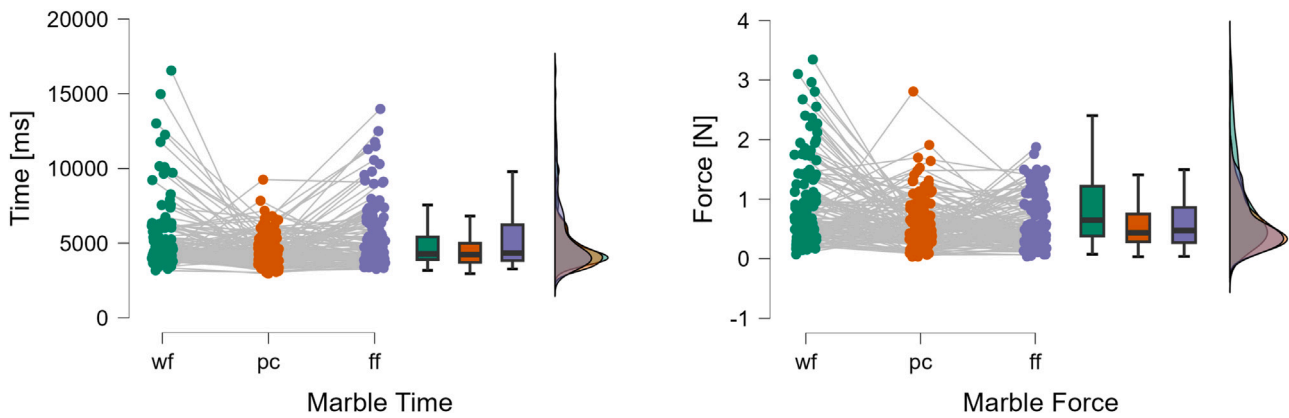 20000
15000
10000
5000
0
Time [ms]
wf pc ff
Marble Time
4
3
2
1
0
-1
Force [N]
wf pc ff
Marble Force